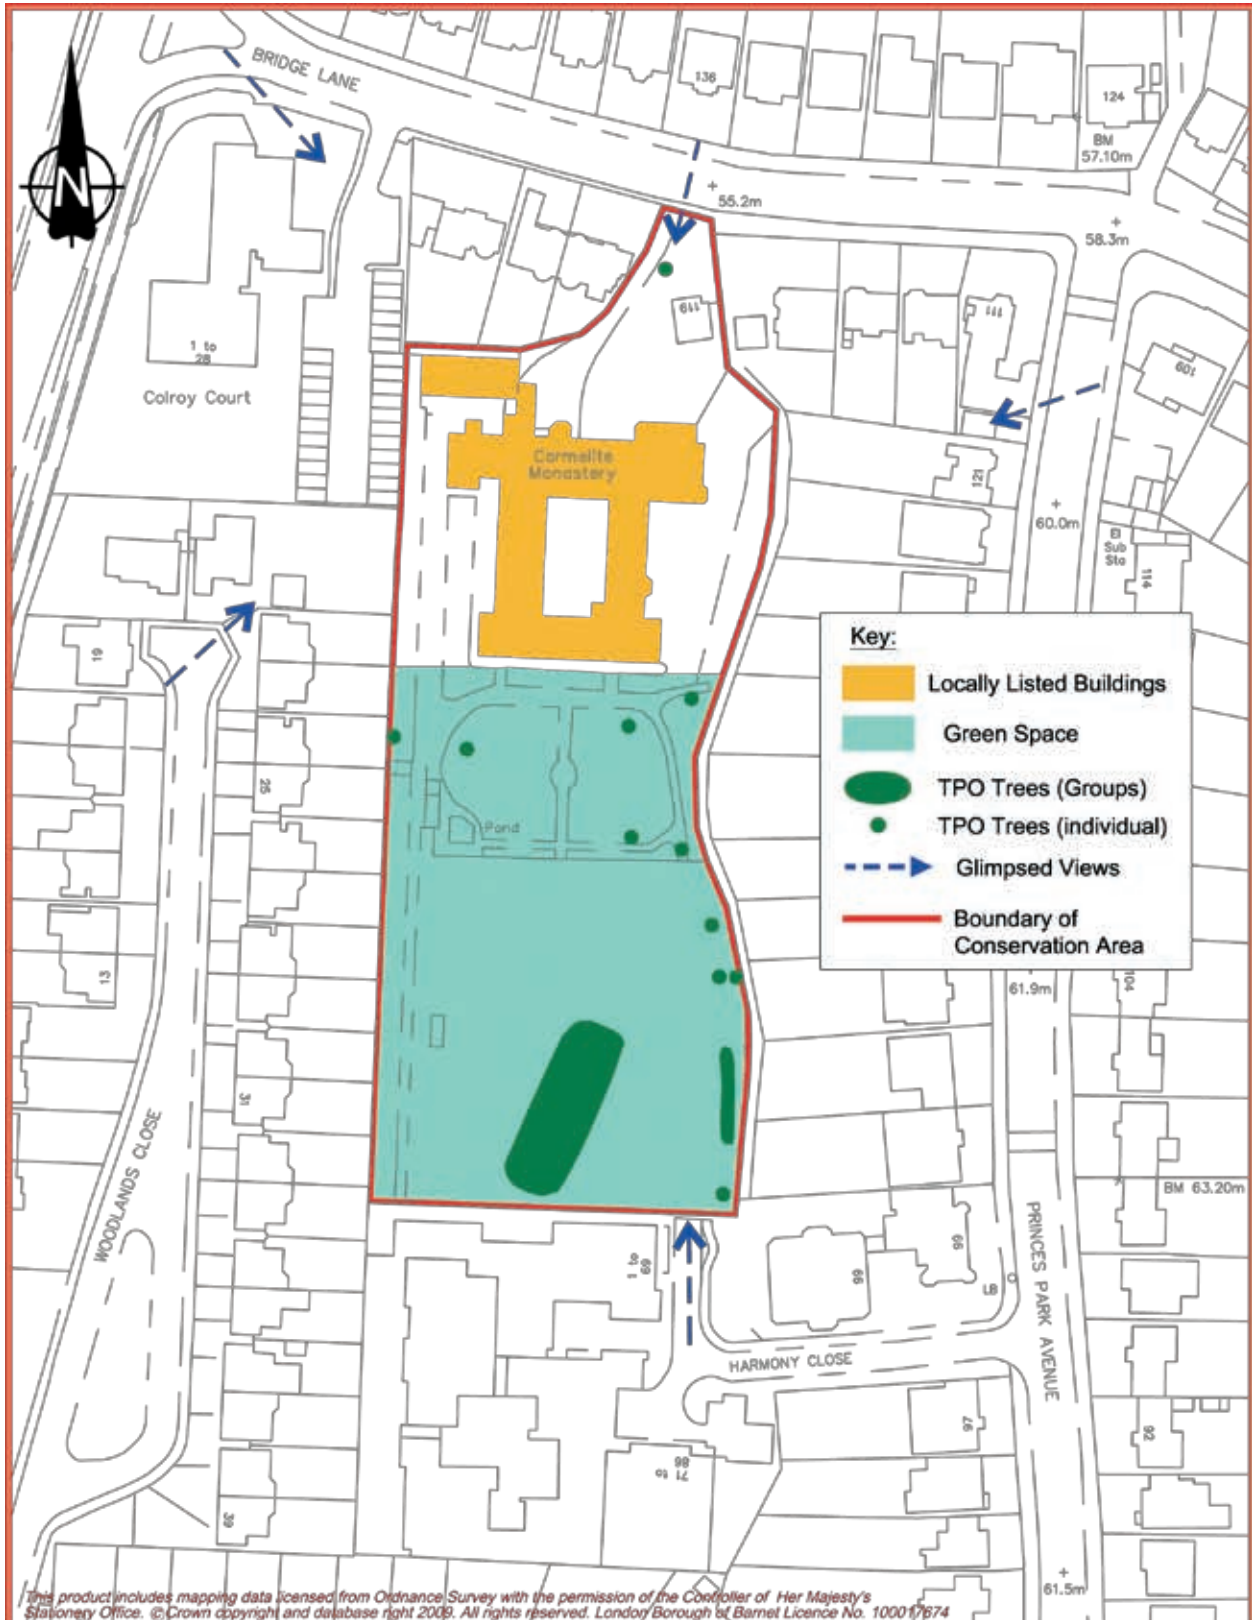 BRIDGE LANE
136
124
BM
57.10m
N
55.2m
58.3m
119
111
109
1 to
28
Colroy Court
Carmelite
Monastery
121
60.0m
El
Sub
Sta
114
Key:
Locally Listed Buildings
Green Space
TPO Trees (Groups)
TPO Trees (individual)
Glimpsed Views
Boundary of
Conservation Area
19
25
Pond
13
61.9m
104
31
WOODLANDS CLOSE
BM 63.20m
PRINCES PARK AVENUE
1 to
69
99
66
LB
HARMONY CLOSE
97
92
71 to
86
39
61.5m
This product includes mapping data licensed from Ordnance Survey with the permission of the Controller of Her Majesty's
Stationery Office. © Crown copyright and database right 2009. All rights reserved. London Borough of Barnet Licence No. 100017674